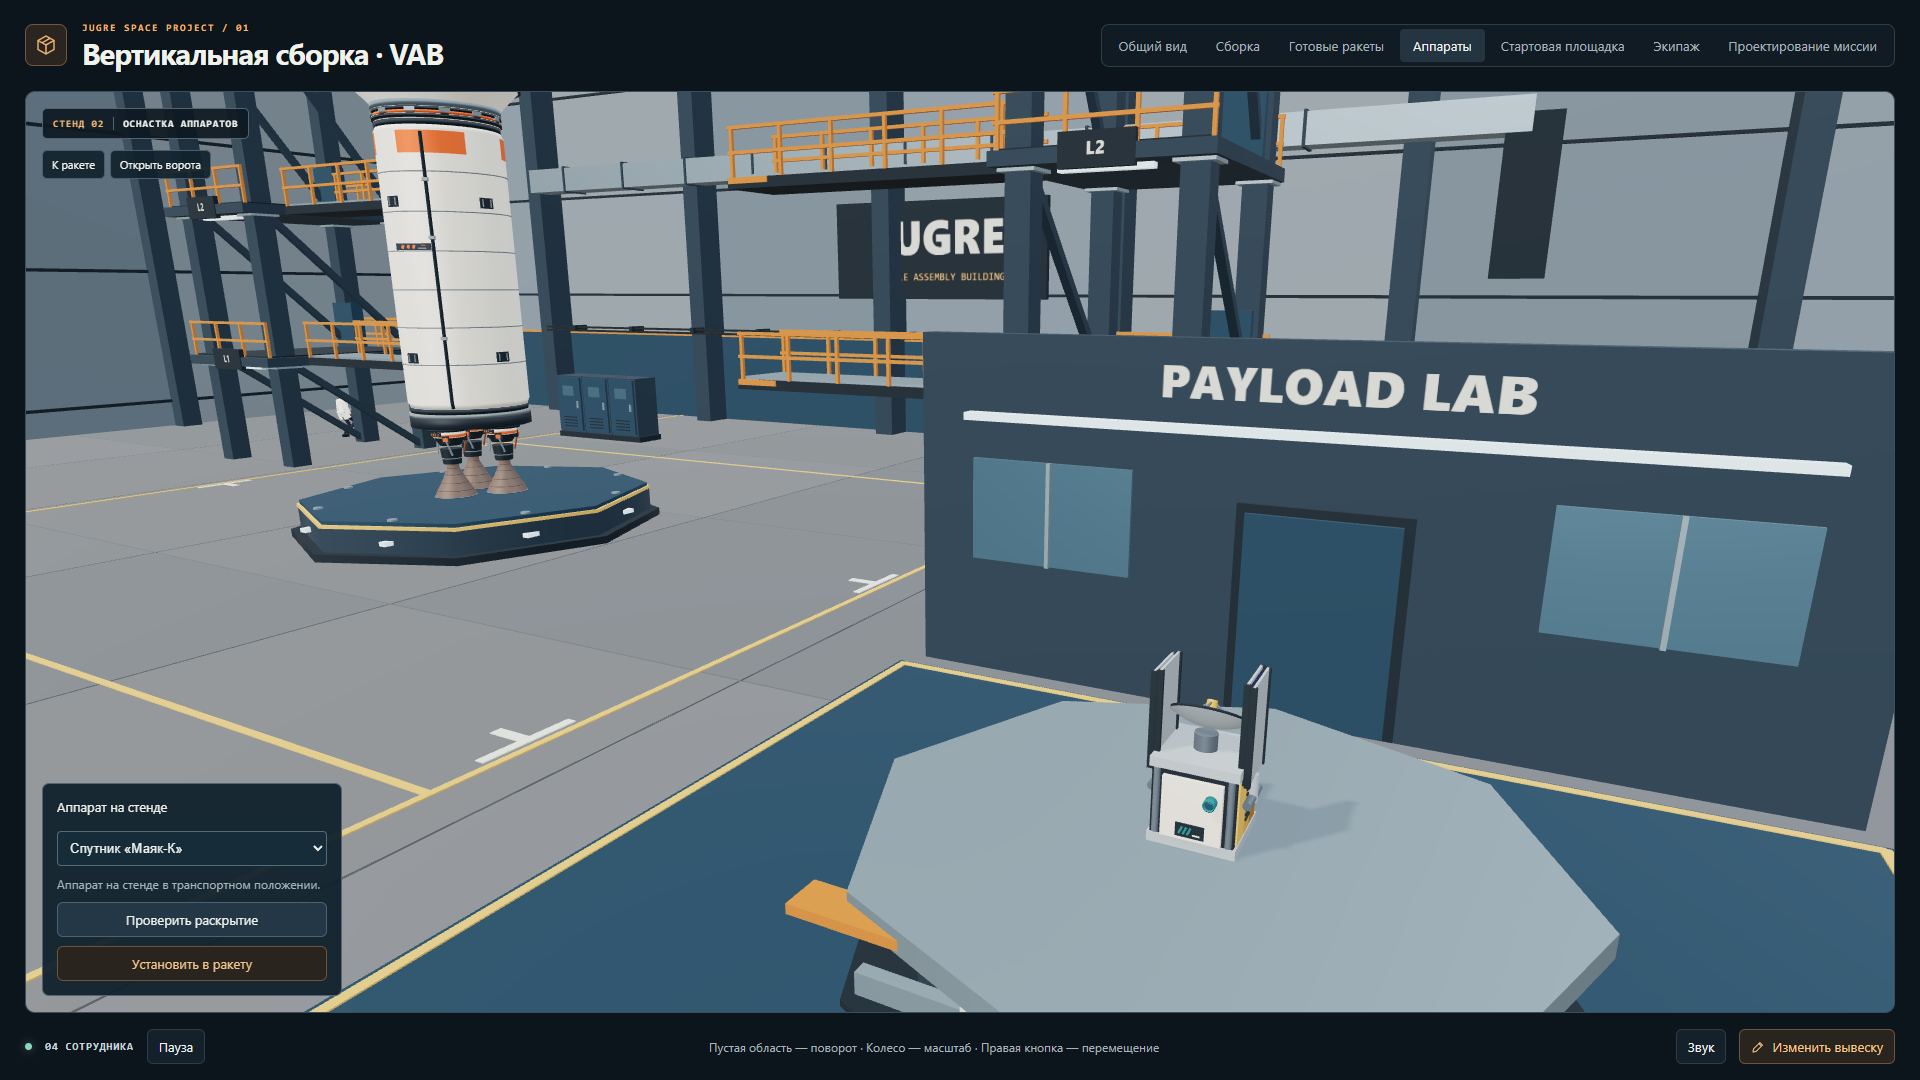 JUGRE SPACE PROJECT / 01
Вертикальная сборка · VAB
Общий вид
Сборка
Готовые ракеты
Аппараты
Стартовая площадка
Экипаж
Проектирование миссии
СТЕНД 02
ОСНАСТКА АППАРАТОВ
К ракете
Открыть ворота
L2
L2
L1
UGRE
E ASSEMBLY BUILDING
PAYLOAD LAB
Аппарат на стенде
Спутник «Маяк-К»
Аппарат на стенде в транспортном положении.
Проверить раскрытие
Установить в ракету
04 СОТРУДНИКА
Пауза
Пустая область — поворот · Колесо — масштаб · Правая кнопка — перемещение
Звук
Изменить вывеску